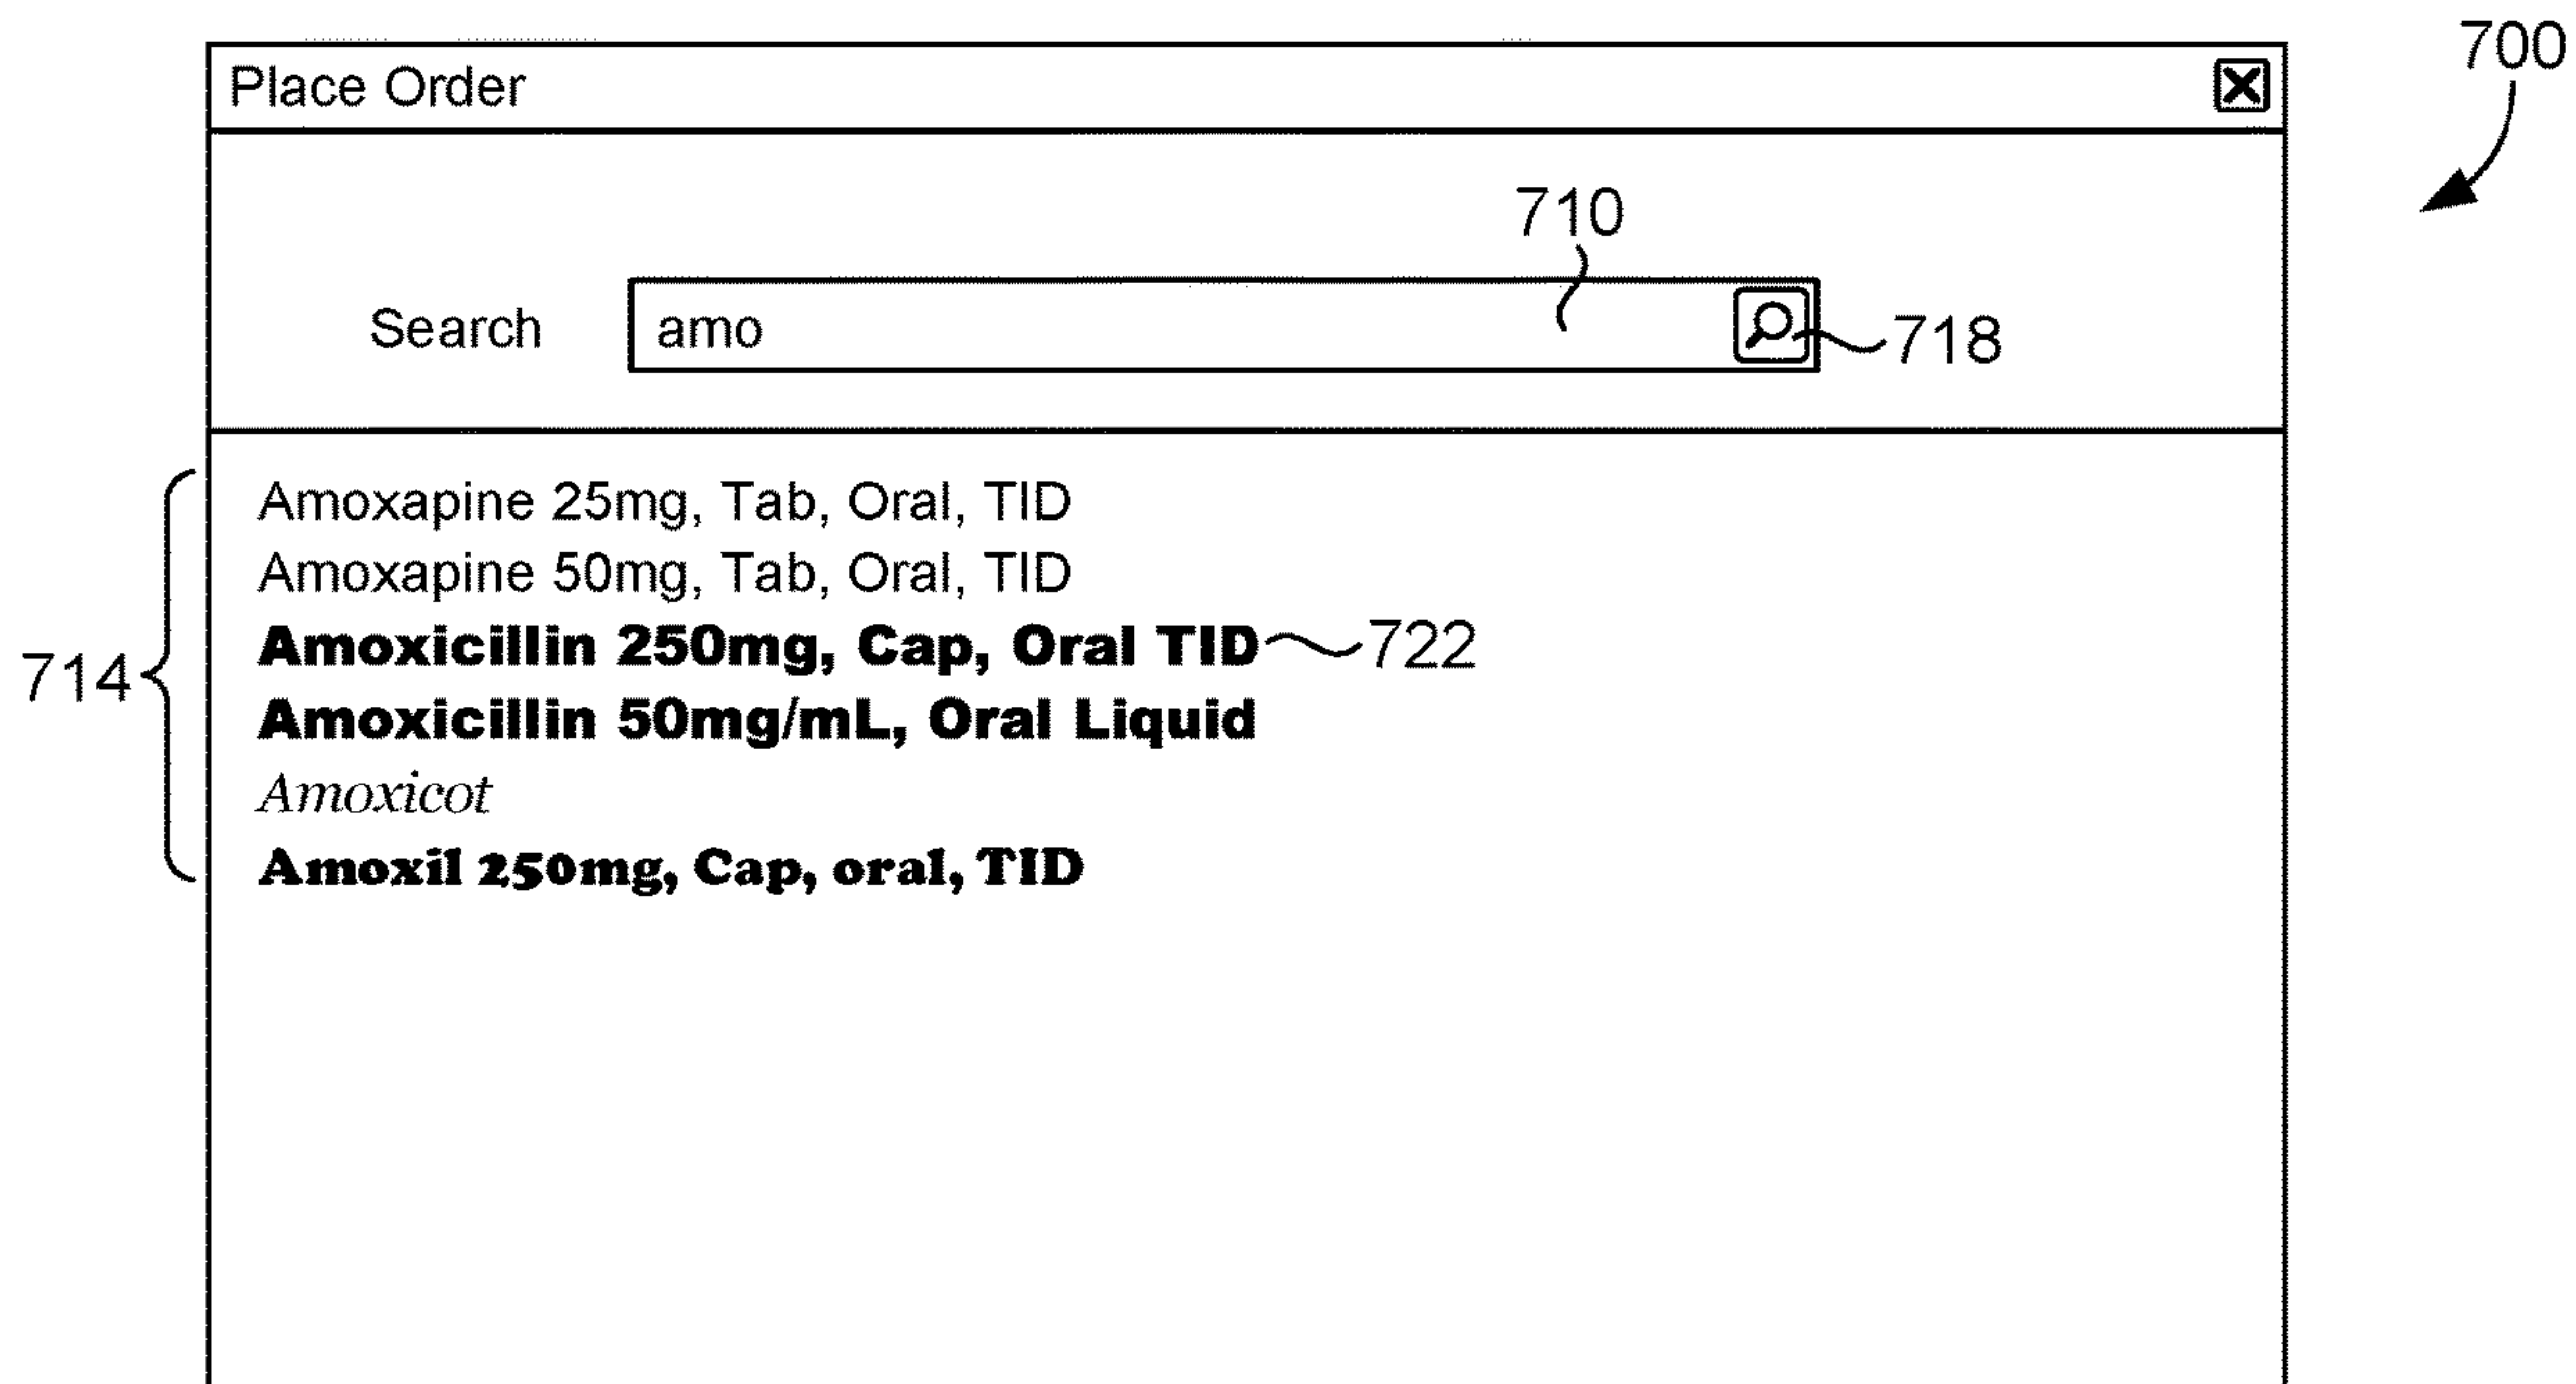 700
Place Order
710
Search amo 718
Amoxapine 25mg, Tab, Oral, TID
Amoxapine 50mg, Tab, Oral, TID
Amoxicillin 250mg, Cap, Oral TID 722
714
Amoxicillin 50mg/mL, Oral Liquid
Amoxicot
Amoxil 250mg, Cap, oral, TID